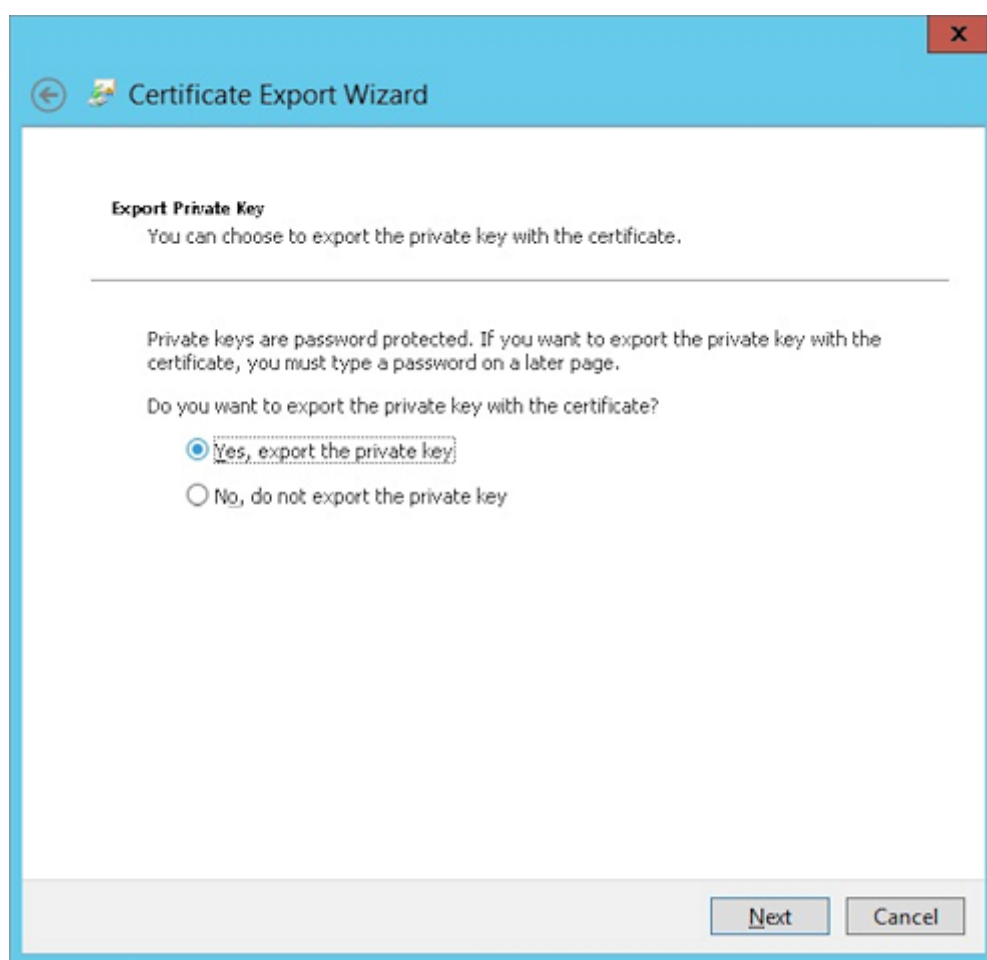 x
Certificate Export Wizard
Export Private Key
You can choose to export the private key with the certificate.
Private keys are password protected. If you want to export the private key with the
certificate, you must type a password on a later page.
Do you want to export the private key with the certificate?
Yes, export the private key
No, do not export the private key
Next
Cancel